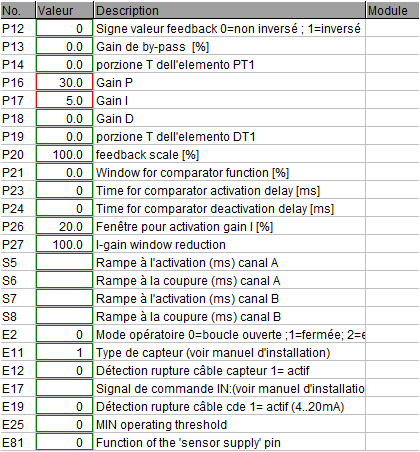 No. Valeur Description Module
P12 0 Signe valeur feedback 0=non inversé ; 1=inversé
P13 0.0 Gain de by-pass [%]
P14 0.0 porzione T dell'elemento PT1
P16 30.0 Gain P
P17 5.0 Gain I
P18 0.0 Gain D
P19 0.0 porzione T dell'elemento DT1
P20 100.0 feedback scale [%]
P21 0.0 Window for comparator function [%]
P23 0 Time for comparator activation delay [ms]
P24 0 Time for comparator deactivation delay [ms]
P26 20.0 Fenêtre pour activation gain I [%]
P27 100.0 I-gain window reduction
S5 Rampe à l'activation (ms) canal A
S6 Rampe à la coupure (ms) canal A
S7 Rampe à l'activation (ms) canal B
S8 Rampe à la coupure (ms) canal B
E2 0 Mode opératoire 0=boucle ouverte ;1=fermée; 2=e
E11 1 Type de capteur (voir manuel d'installation)
E12 0 Détection rupture câble capteur 1= actif
E17 Signal de commande IN:(voir manuel d'installatio
E19 0 Détection rupture câble cde 1= actif (4..20mA)
E25 0 MIN operating threshold
E81 0 Function of the 'sensor supply' pin